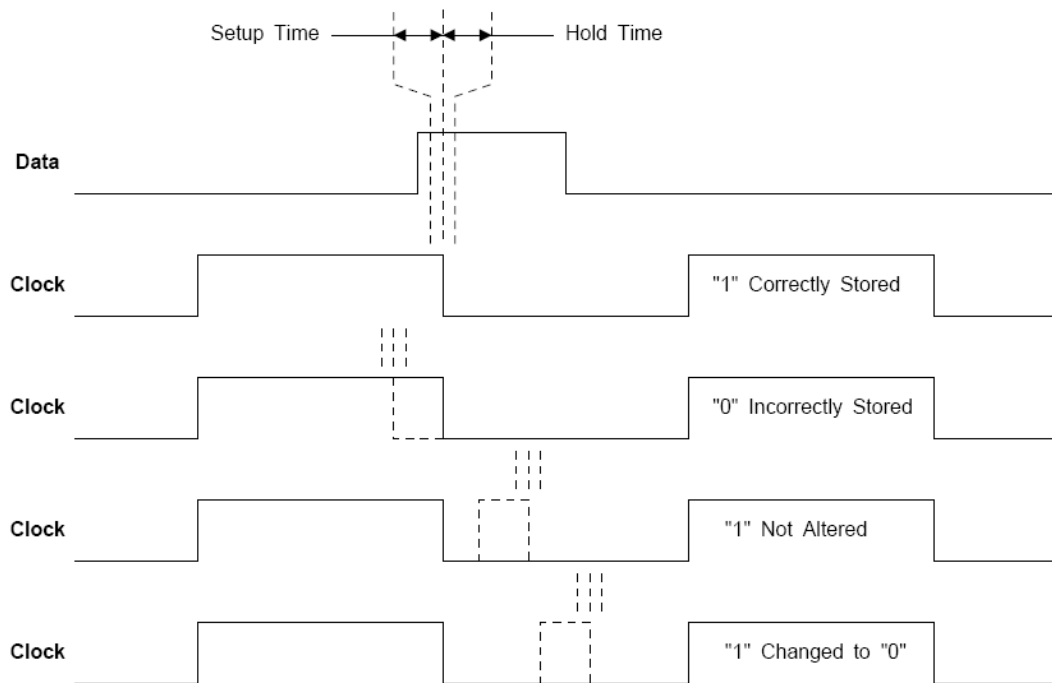 Setup Time
Hold Time
Data
Clock
"1" Correctly Stored
Clock
"0" Incorrectly Stored
Clock
"1" Not Altered
Clock
"1" Changed to "0"